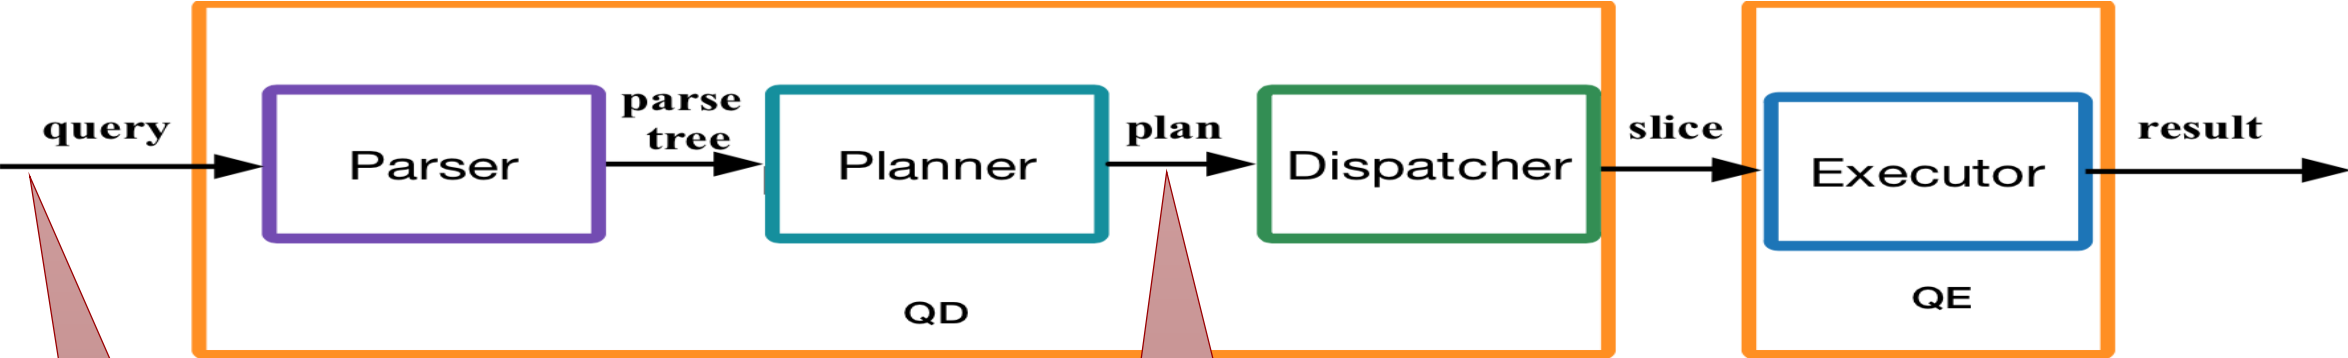 query
Parser
parse
tree
Planner
plan
Dispatcher
slice
Executor
result
QD
QE